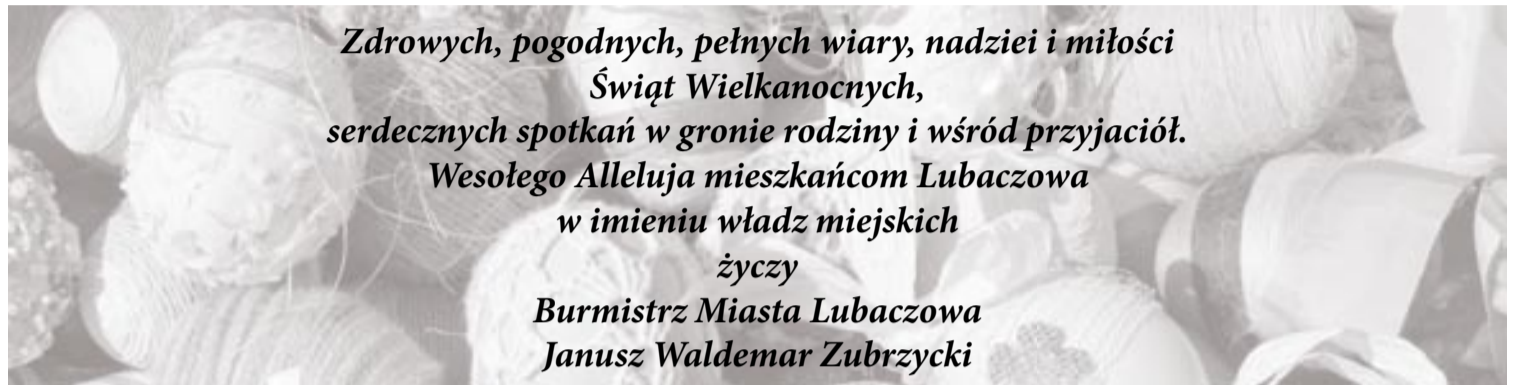 Zdrowych, pogodnych, pełnych wiary, nadziei i miłości
Świąt Wielkanocnych,
serdecznych spotkań w gronie rodziny i wśród przyjaciół.
Wesołego Alleluja mieszkańcom Lubaczowa
w imieniu władz miejskich
życzy
Burmistrz Miasta Lubaczowa
Janusz Waldemar Zubrzycki